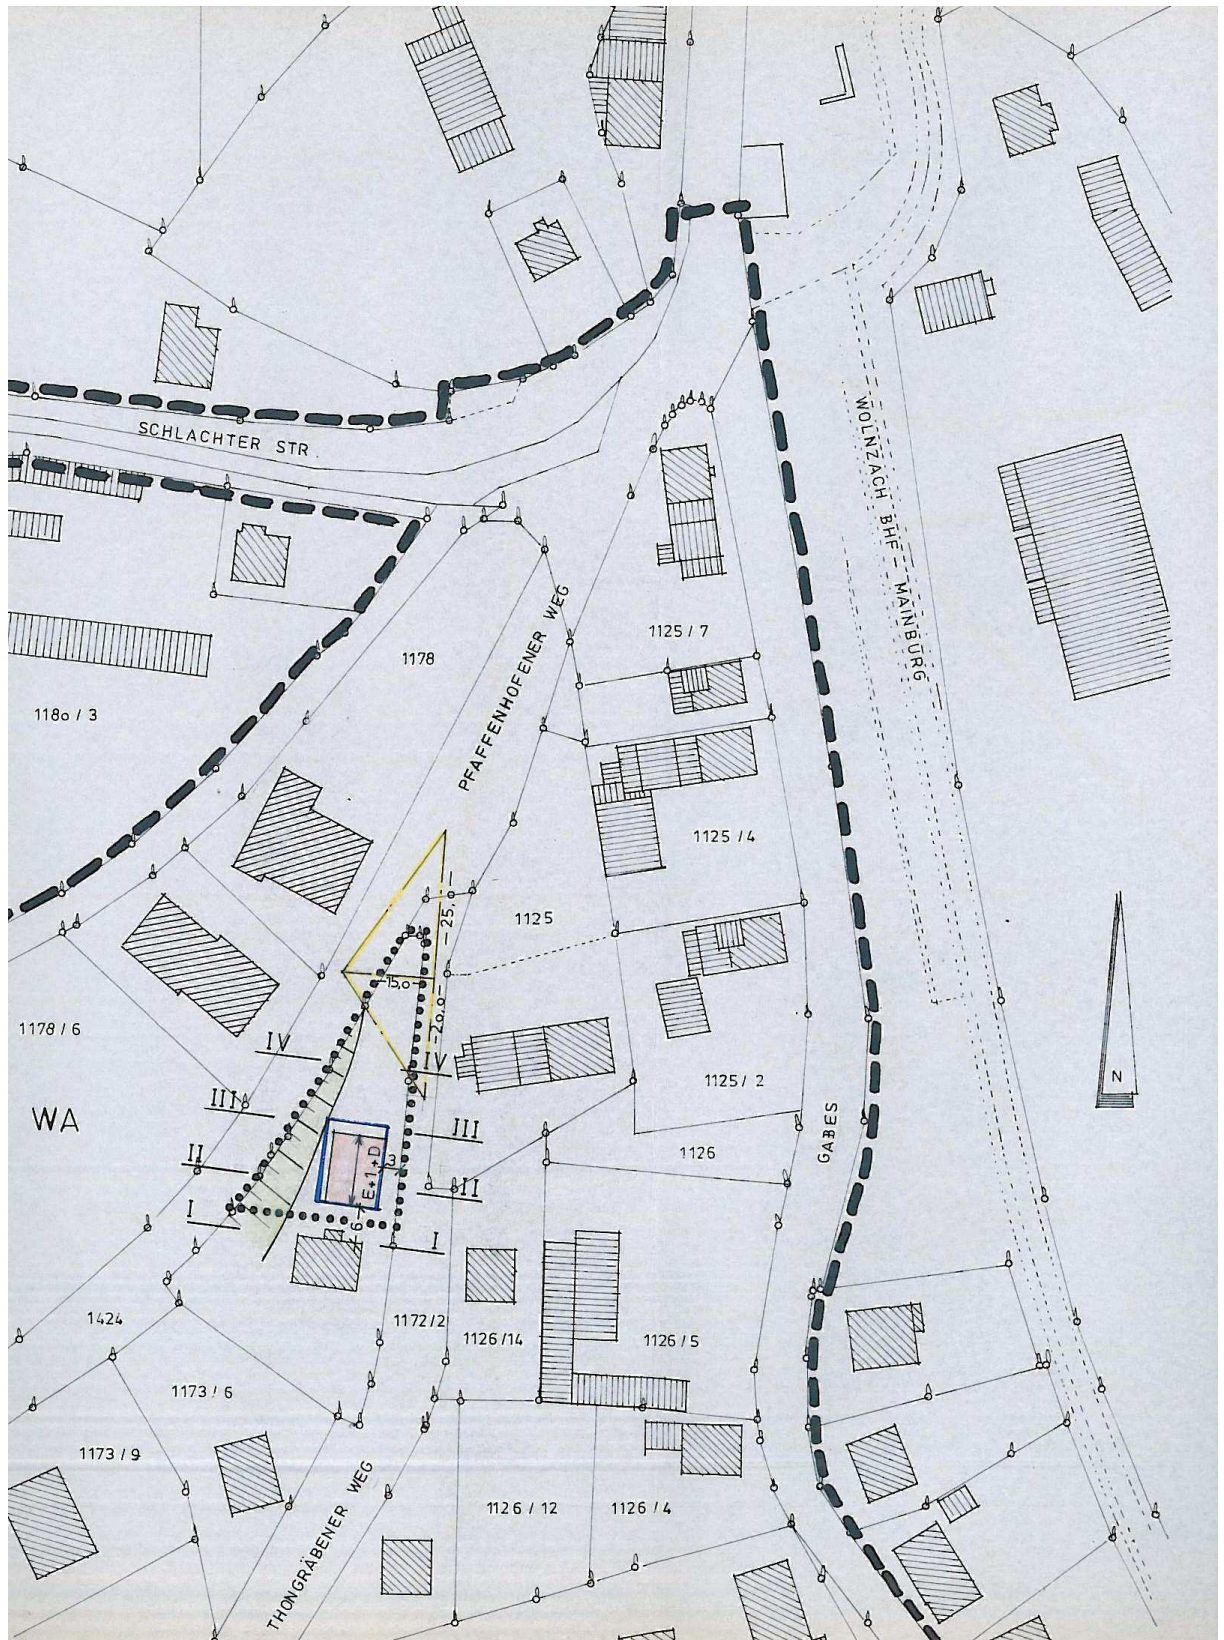 SCHLACHTER STR.
WOLNZACH BHF – MAINBURG
PFAFFENHOFENER WEG
1125 / 7
1178
118o / 3
1125 / 4
25,-
1125
15,o
2o,o
1178 / 6
IV
IV
N
1125 / 2
III
III
WA
GABES
1126
II
II
E+1+D
3
I
I
6
1424
1172/2
1126/14
1126/5
1173 / 6
1173 / 9
THONGRÄBENER WEG
1126 / 12
1126 / 4